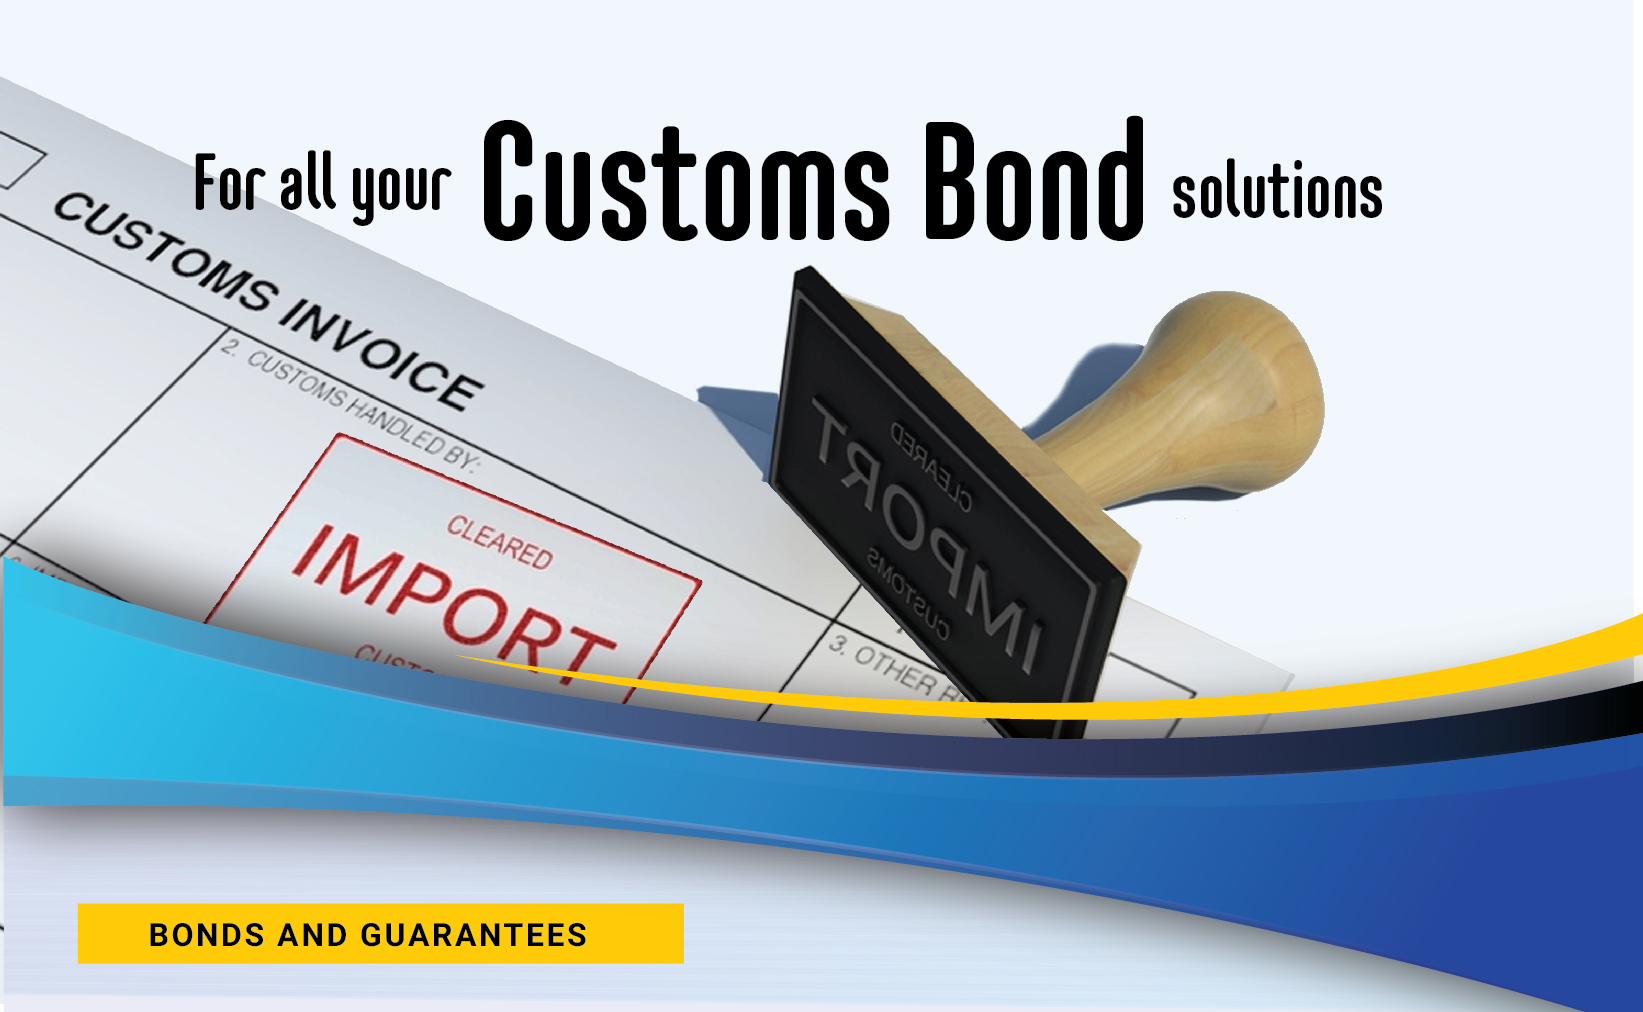 For all your Customs Bond solutions
CUSTOMS INVOICE
2. CUSTOMS HANDLED BY:
CLEARED
IMPORT
CLEARED
IMPORT
CUSTOMS
3. OTHER
BONDS AND GUARANTEES